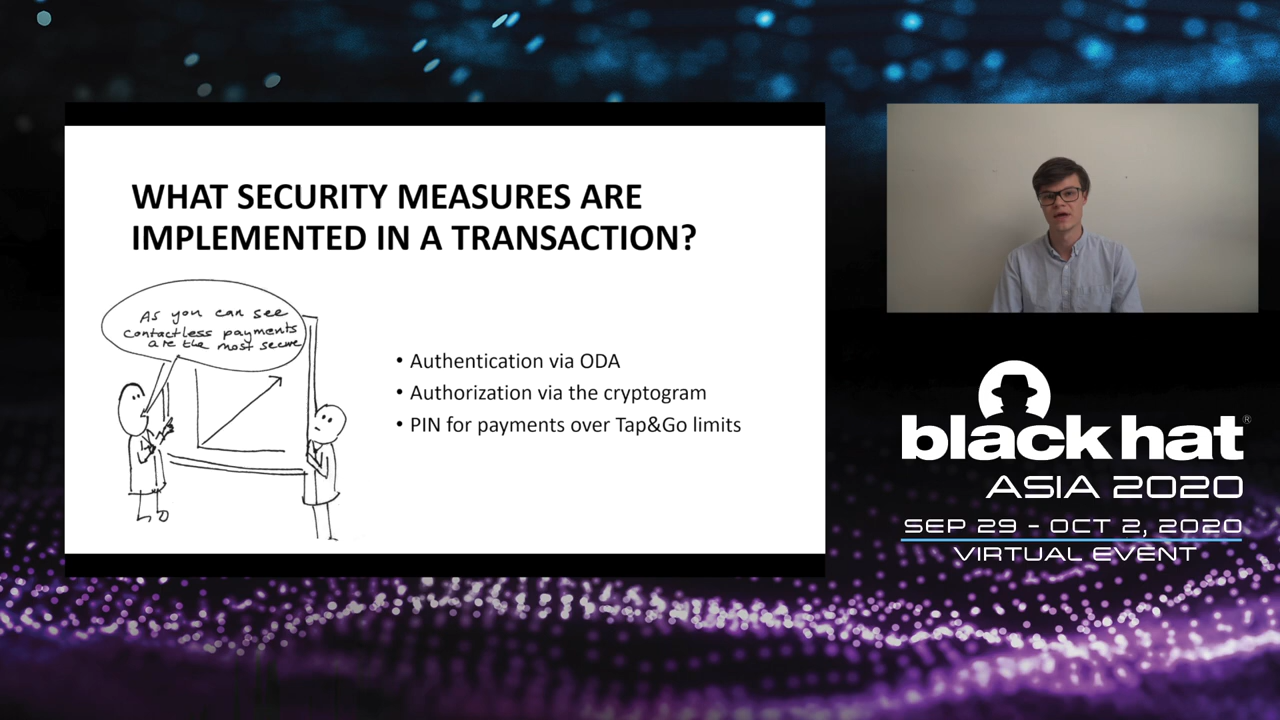 WHAT SECURITY MEASURES ARE
IMPLEMENTED IN A TRANSACTION?
As you can see
contactless payments
are the most secure
• Authentication via ODA
• Authorization via the cryptogram
• PIN for payments over Tap&Go limits
black hat®
ASIA 2020
SEP 29 - OCT 2, 2020
VIRTUAL EVENT